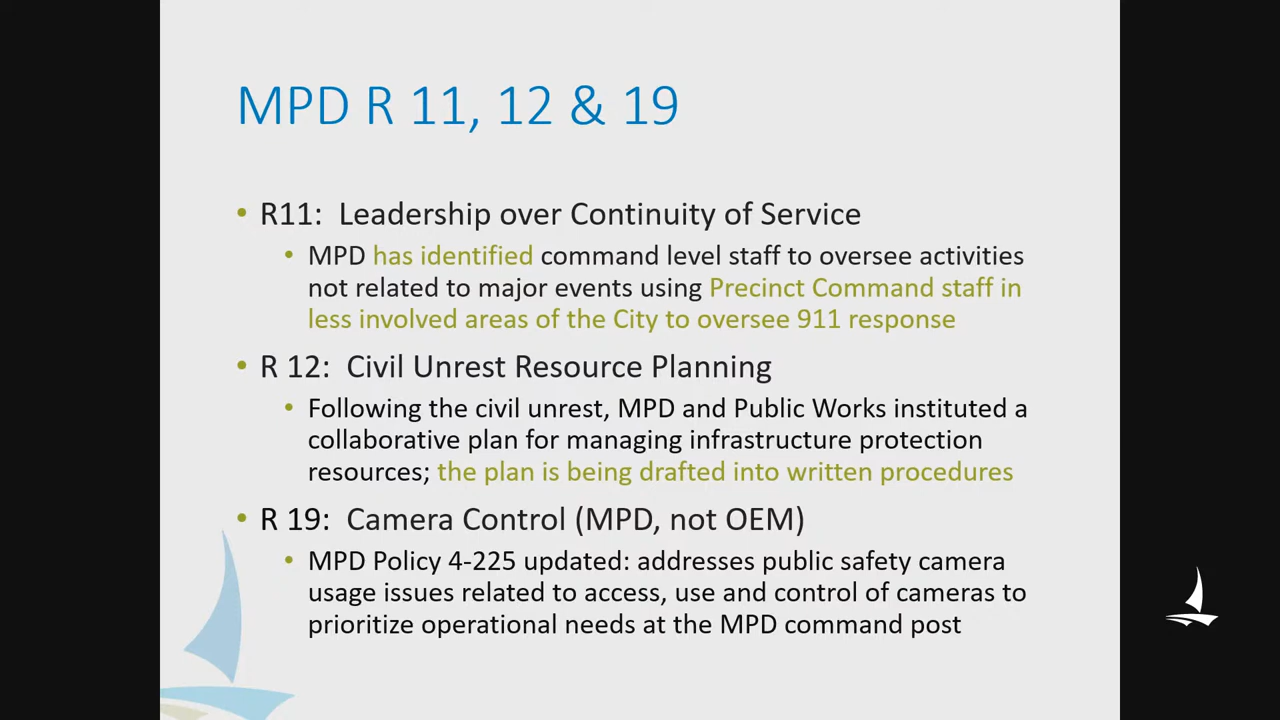 MPD R 11, 12 & 19
• R11: Leadership over Continuity of Service
• MPD has identified command level staff to oversee activities
not related to major events using Precinct Command staff in
less involved areas of the City to oversee 911 response
• R 12: Civil Unrest Resource Planning
• Following the civil unrest, MPD and Public Works instituted a
collaborative plan for managing infrastructure protection
resources; the plan is being drafted into written procedures
• R 19: Camera Control (MPD, not OEM)
• MPD Policy 4-225 updated: addresses public safety camera
usage issues related to access, use and control of cameras to
prioritize operational needs at the MPD command post